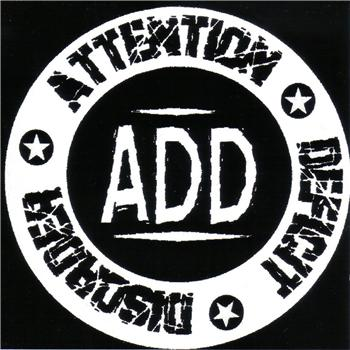 ATTENTION
DEFICIT
DISORDER
ADD